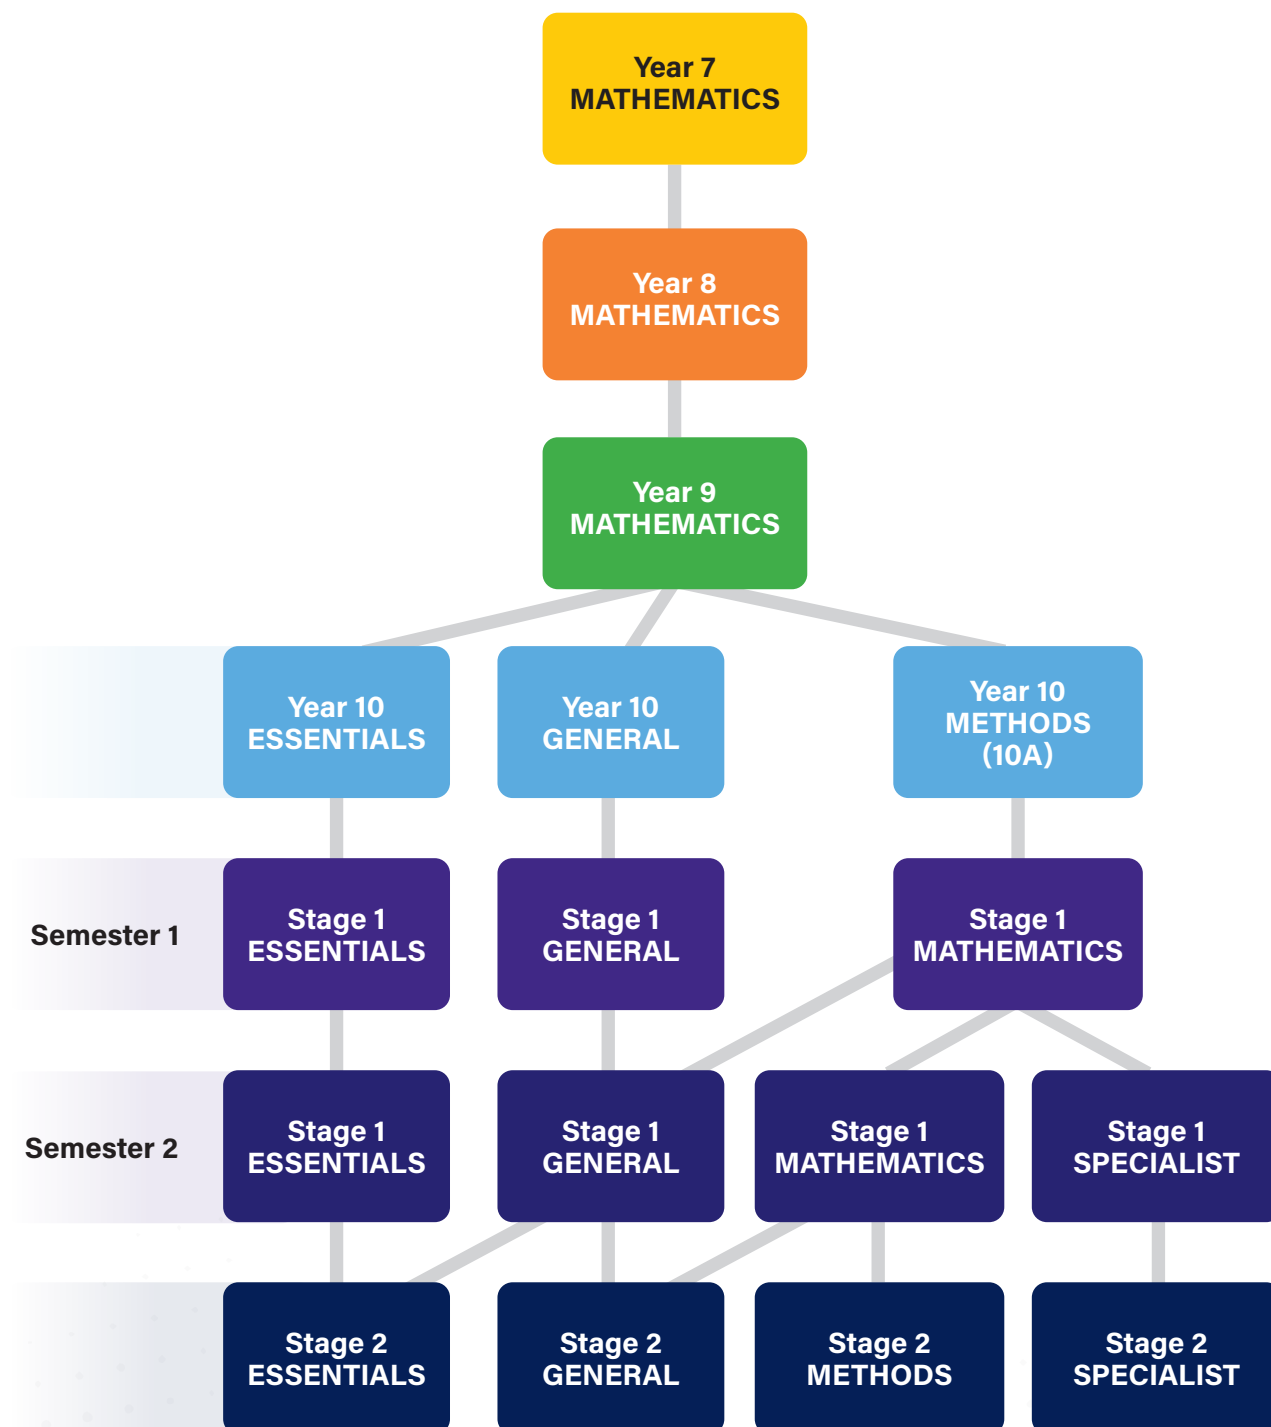 Year 7
MATHEMATICS
Year 8
MATHEMATICS
Year 9
MATHEMATICS
Year 10
ESSENTIALS
Year 10
GENERAL
Year 10
METHODS
(10A)
Semester 1
Stage 1
ESSENTIALS
Stage 1
GENERAL
Stage 1
MATHEMATICS
Semester 2
Stage 1
ESSENTIALS
Stage 1
GENERAL
Stage 1
MATHEMATICS
Stage 1
SPECIALIST
Stage 2
ESSENTIALS
Stage 2
GENERAL
Stage 2
METHODS
Stage 2
SPECIALIST